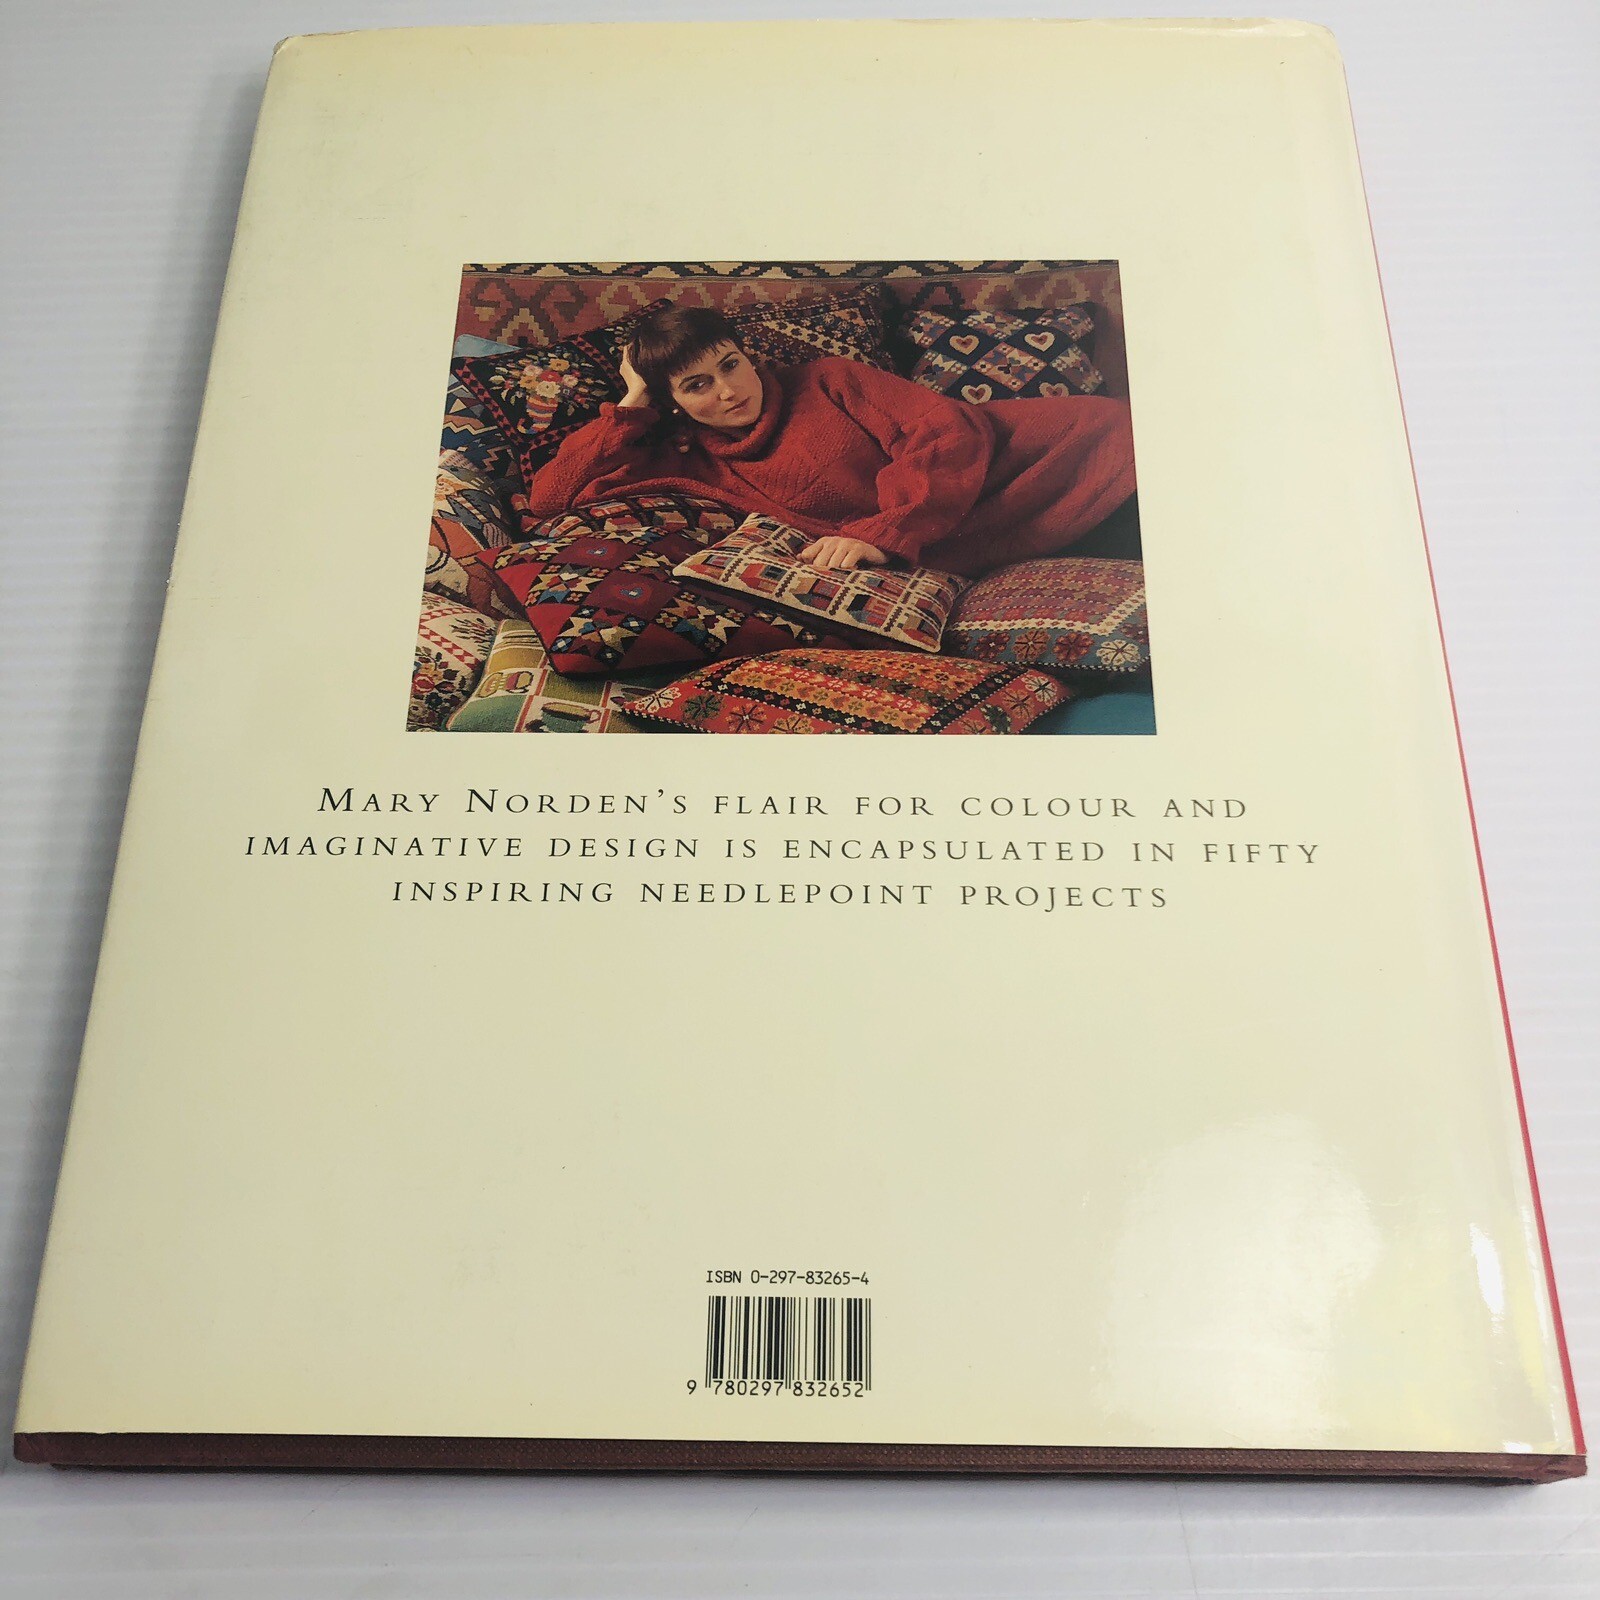 MARY NORDEN'S FLAIR FOR COLOUR AND
IMAGINATIVE DESIGN IS ENCAPSULATED IN FIFTY
INSPIRING NEEDLEPOINT PROJECTS
ISBN 0-297-83265-4
9 780297 832652